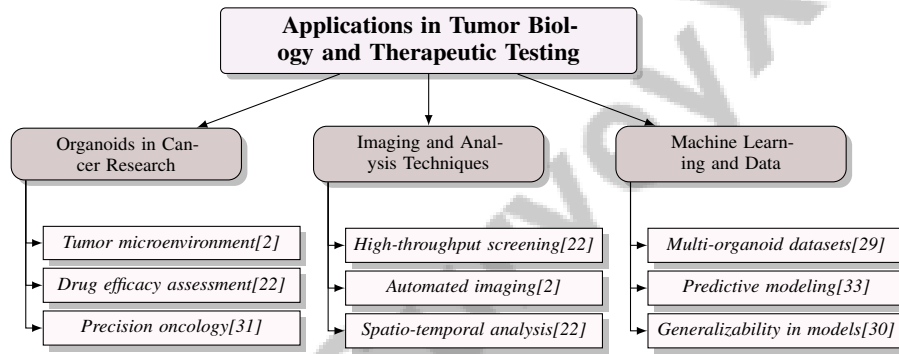 Applications in Tumor Biol-
ogy and Therapeutic Testing
Organoids in Can-
cer Research
Tumor microenvironment[2]
Drug efficacy assessment[22]
Precision oncology[31]
Imaging and Anal-
ysis Techniques
High-throughput screening[22]
Automated imaging[2]
Spatio-temporal analysis[22]
Machine Learn-
ing and Data
Multi-organoid datasets[29]
Predictive modeling[33]
Generalizability in models[30]